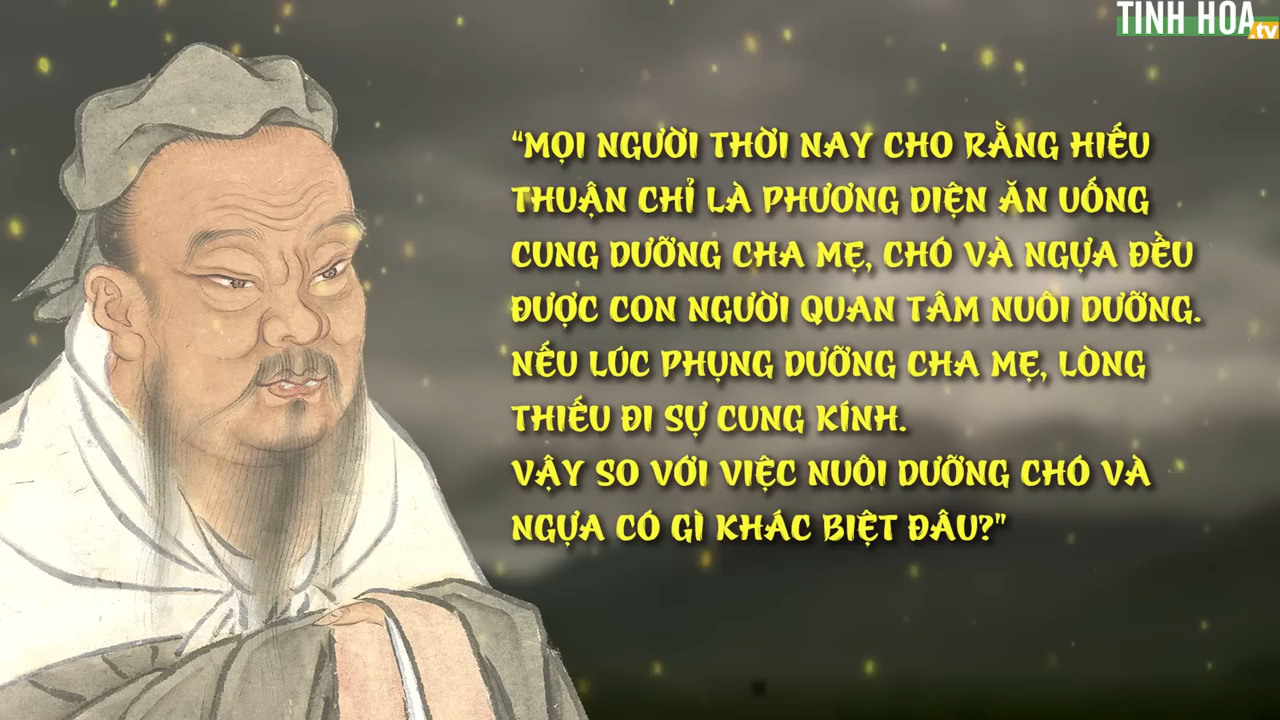 TINH HOA
.tv
"MỌI NGƯỜI THỜI NAY CHO RẰNG HIẾU
THUẬN CHỈ LÀ PHƯƠNG DIỆN ĂN UỐNG
CUNG DƯỠNG CHA MẸ, CHÓ VÀ NGỰA ĐỀU
ĐƯỢC CON NGƯỜI QUAN TÂM NUÔI DƯỠNG.
NẾU LÚC PHỤNG DƯỠNG CHA MẸ, LÒNG
THIẾU ĐI SỰ CUNG KÍNH.
VẬY SO VỚI VIỆC NUÔI DƯỠNG CHÓ VÀ
NGỰA CÓ GÌ KHÁC BIỆT ĐÂU?"